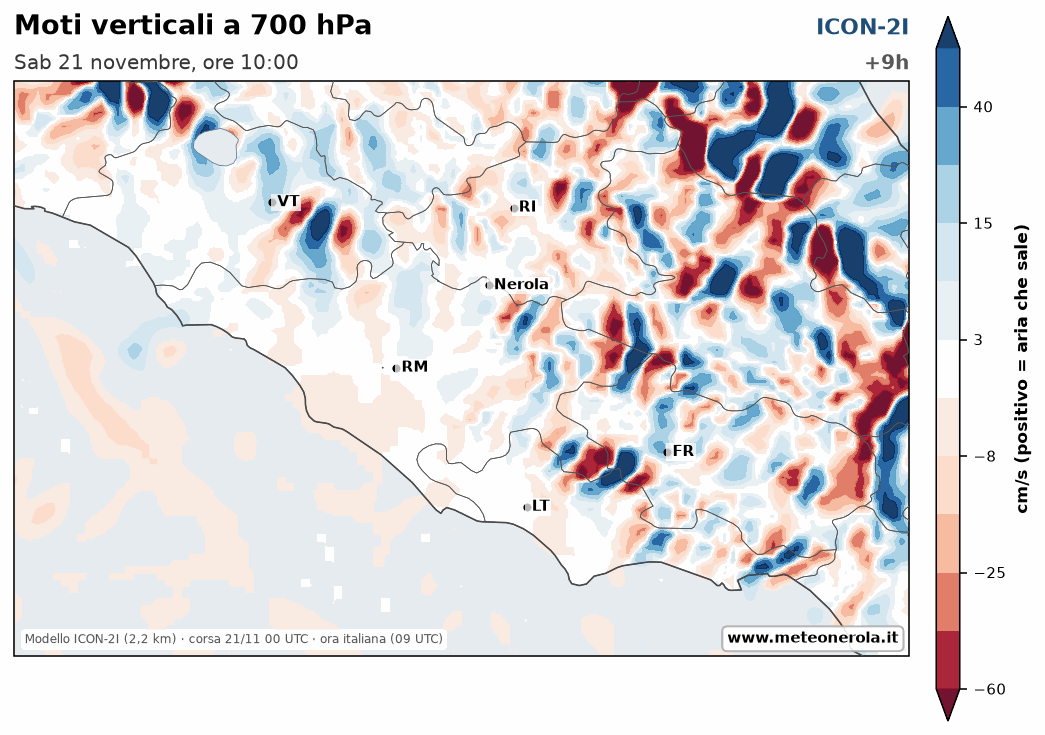 Moti verticali a 700 hPa
ICON-2I
Sab 21 novembre, ore 10:00
+9h
VT
RI
Nerola
RM
FR
LT
Modello ICON-2I (2,2 km) · corsa 21/11 00 UTC · ora italiana (09 UTC)
www.meteonerola.it
40
15
3
−8
−25
−60
cm/s (positivo = aria che sale)